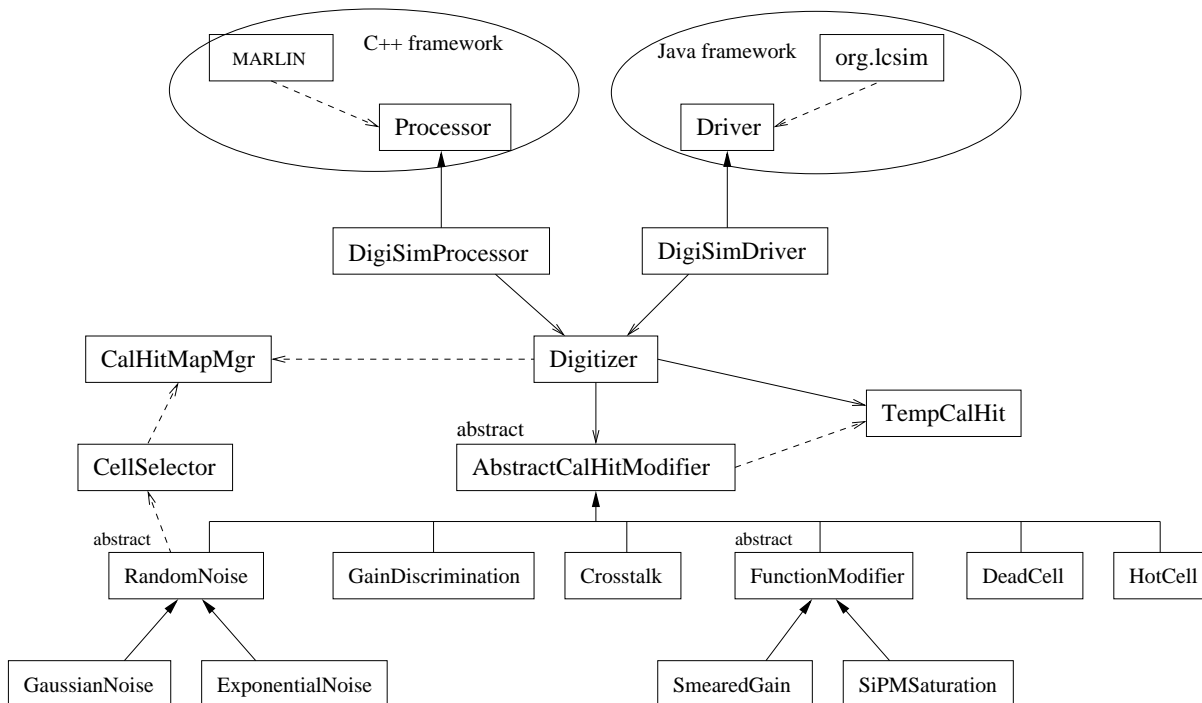 C++ framework
MARLIN
Processor
Java framework
org.lcsim
Driver
DigiSimProcessor
DigiSimDriver
CalHitMapMgr
Digitizer
TempCalHit
abstract
CellSelector
AbstractCalHitModifier
abstract
abstract
RandomNoise
GainDiscrimination
Crosstalk
FunctionModifier
DeadCell
HotCell
GaussianNoise
ExponentialNoise
SmearedGain
SiPMSaturation